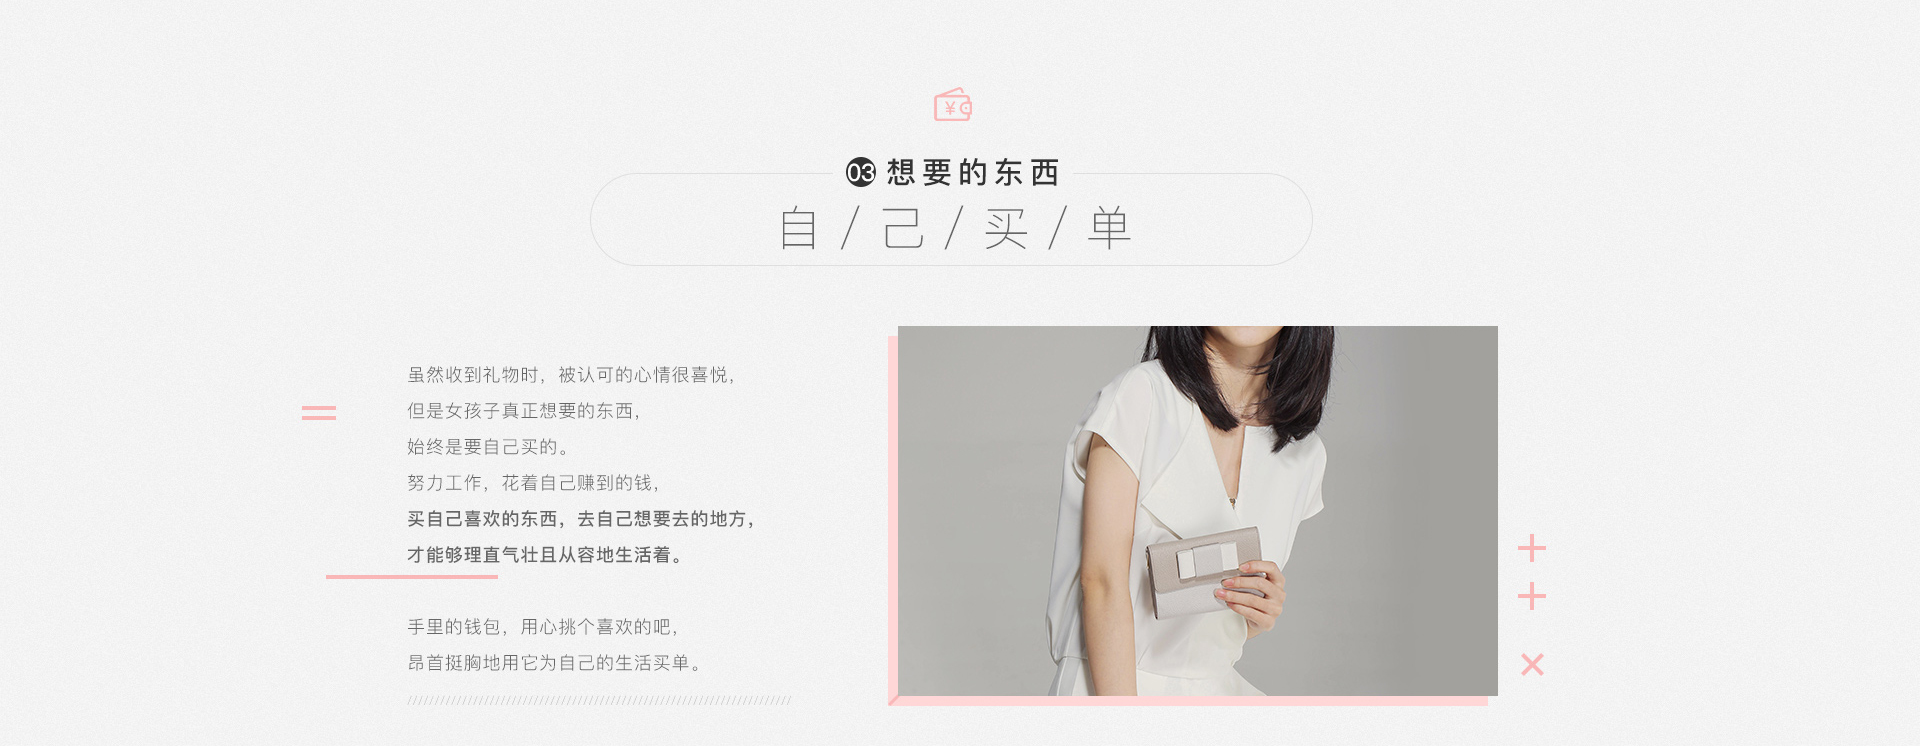 ¥
03 想要的东西
自/己/买/单
虽然收到礼物时，被认可的心情很喜悦，
但是女孩子真正想要的东西，
始终是要自己买的。
努力工作，花着自己赚到的钱，
买自己喜欢的东西，去自己想要去的地方，
才能够理直气壮且从容地生活着。
手里的钱包，用心挑个喜欢的吧，
昂首挺胸地用它为自己的生活买单。